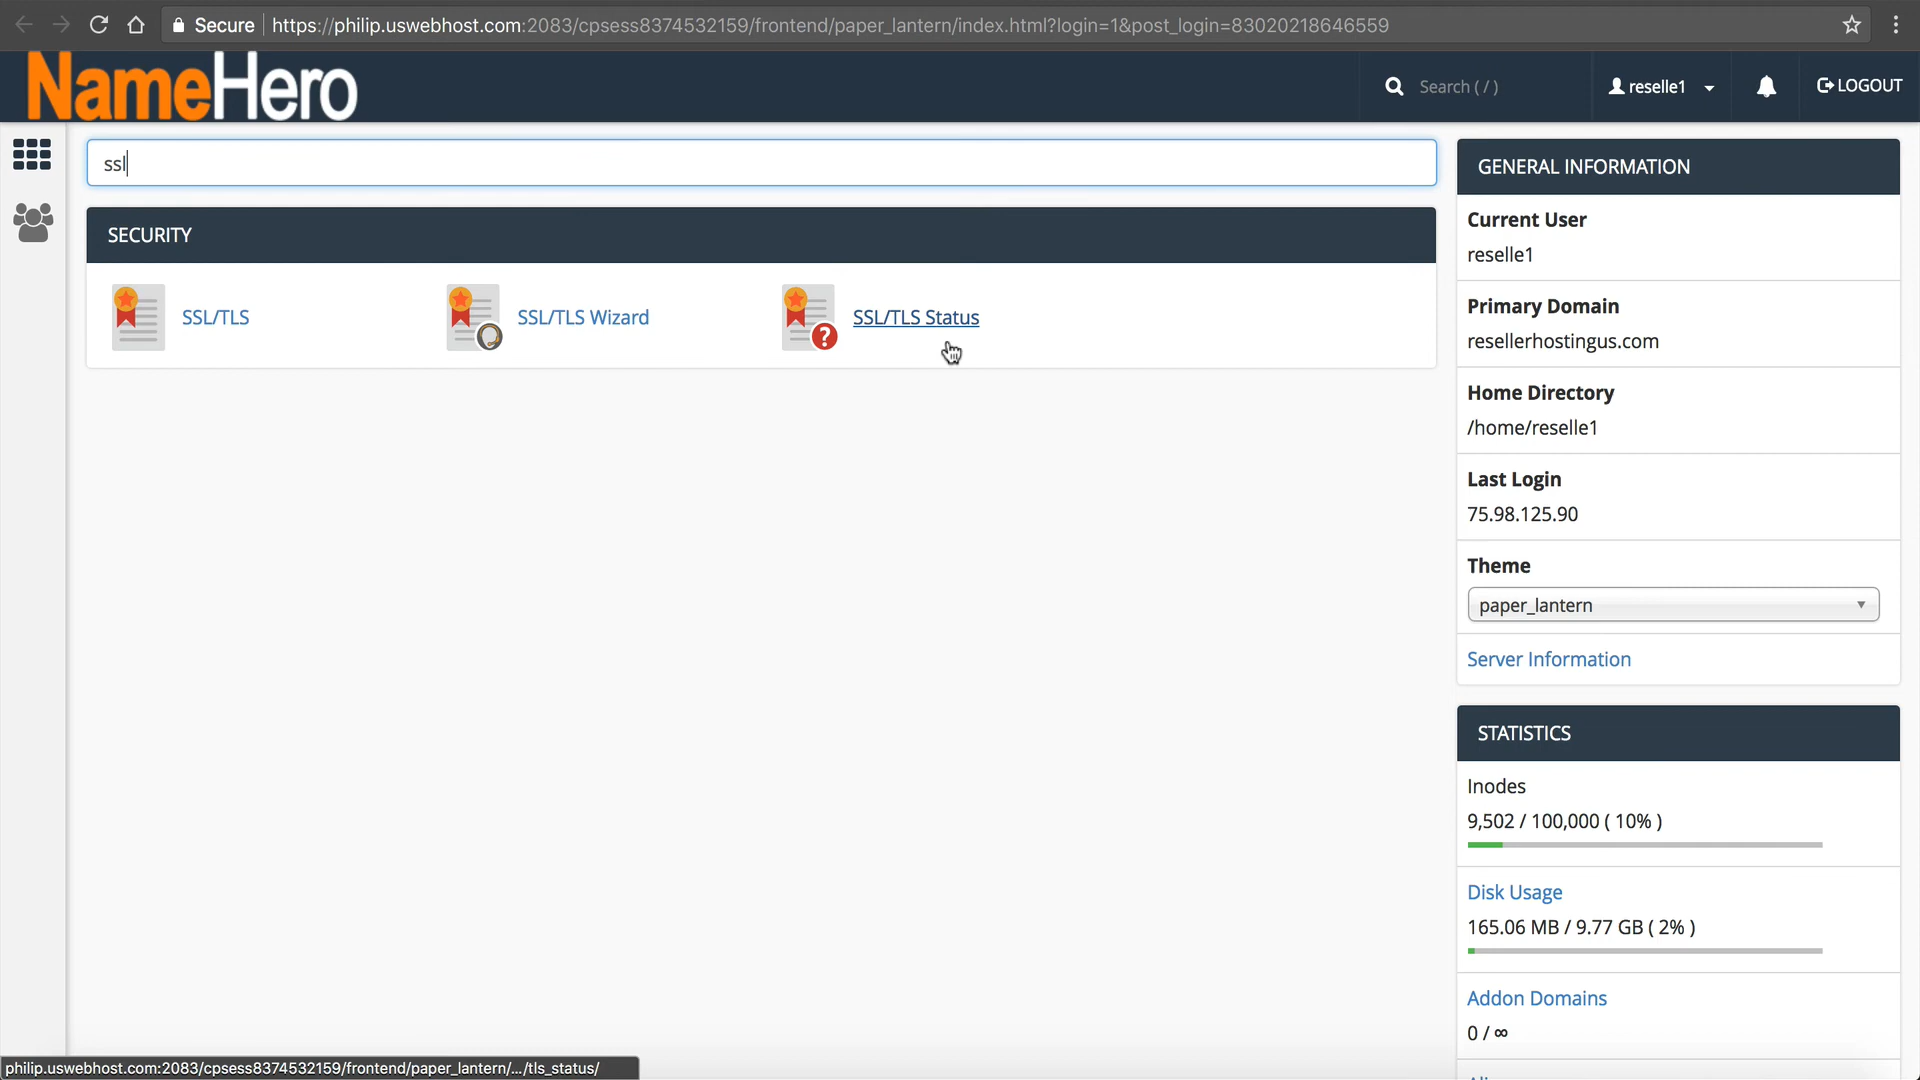 Secure https://philip.uswebhost.com:2083/cpsess8374532159/frontend/paper_lantern/index.html?login=1&post_login=83020218646559
NameHero
Search ( / )
reselle1
LOGOUT
ssl
SECURITY
SSL/TLS
SSL/TLS Wizard
?
SSL/TLS Status
GENERAL INFORMATION
Current User
reselle1
Primary Domain
resellerhostingus.com
Home Directory
/home/reselle1
Last Login
75.98.125.90
Theme
paper_lantern
Server Information
STATISTICS
Inodes
9,502 / 100,000 ( 10% )
Disk Usage
165.06 MB / 9.77 GB ( 2% )
Addon Domains
0 / ∞
philip.uswebhost.com:2083/cpsess8374532159/frontend/paper_lantern/.../tls_status/